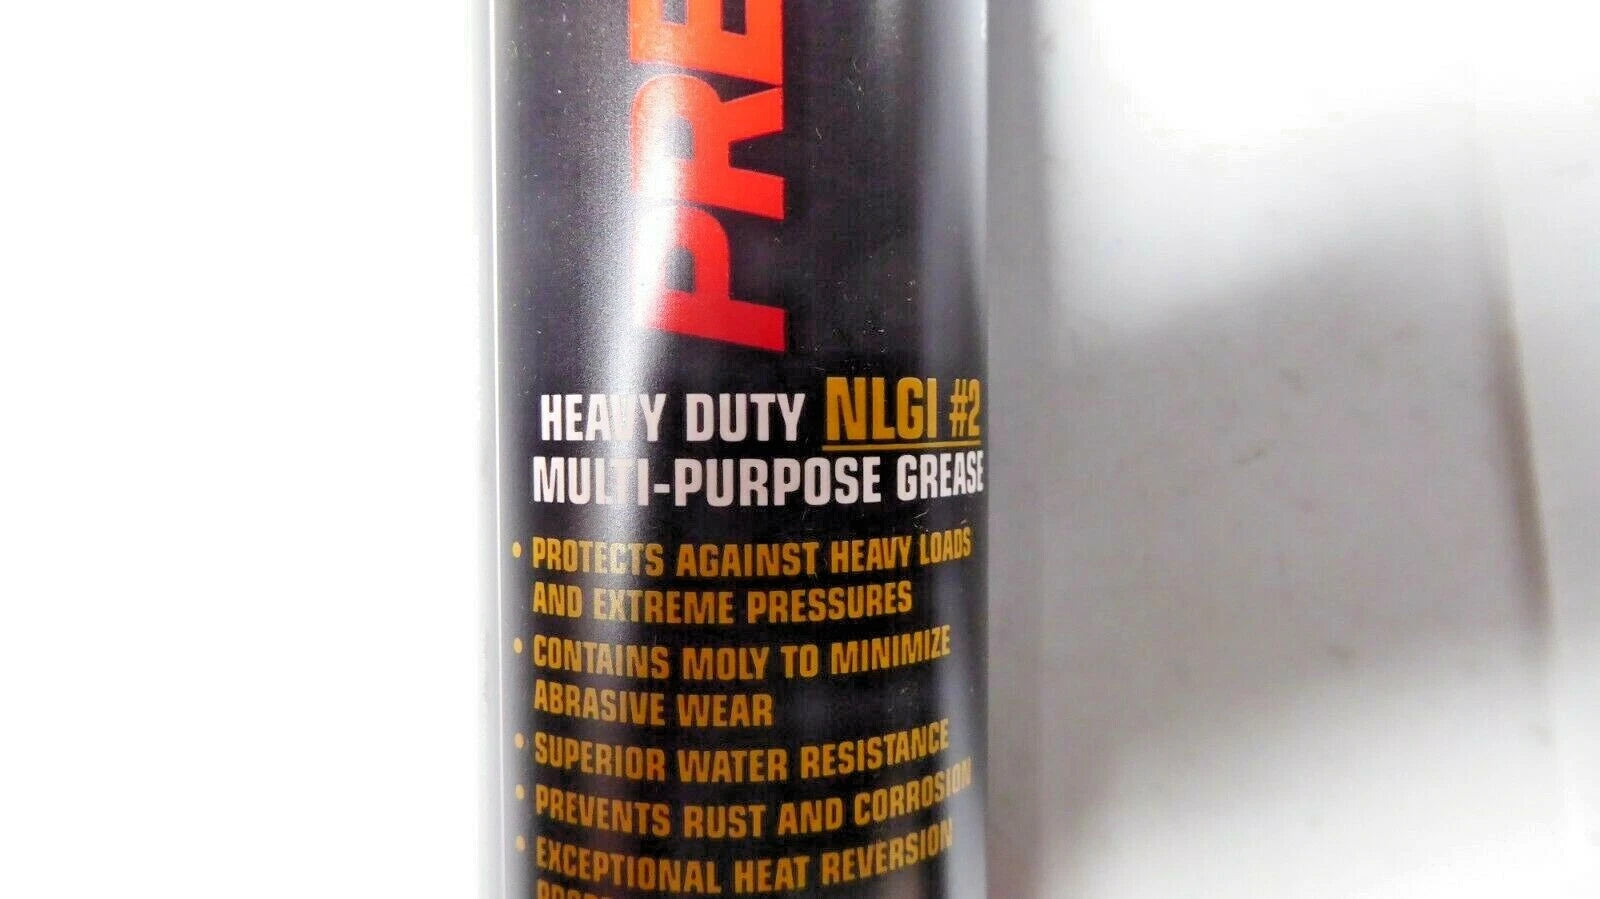 PRE
HEAVY DUTY NLGI #2
MULTI-PURPOSE GREASE
• PROTECTS AGAINST HEAVY LOADS
AND EXTREME PRESSURES
• CONTAINS MOLY TO MINIMIZE
ABRASIVE WEAR
• SUPERIOR WATER RESISTANCE
• PREVENTS RUST AND CORROSION
• EXCEPTIONAL HEAT REVERSION